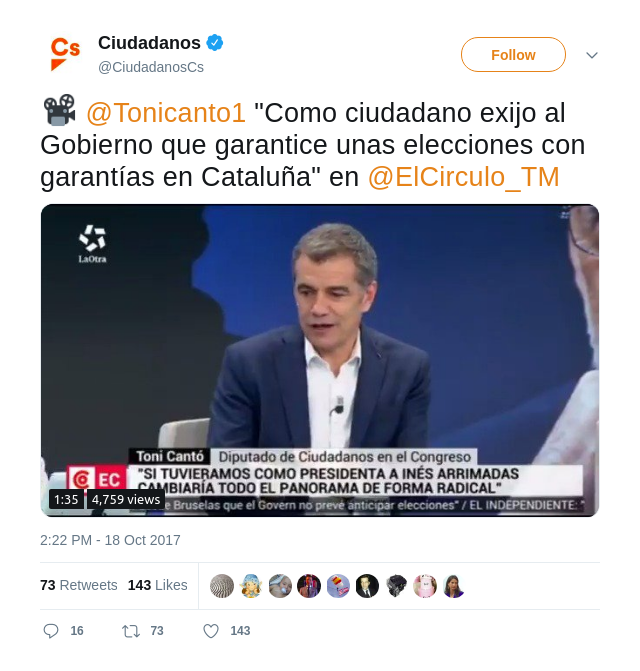 Cs
Ciudadanos
@CiudadanosCs
Follow
@Tonicanto1 "Como ciudadano exijo al
Gobierno que garantice unas elecciones con
garantías en Cataluña" en @ElCirculo_TM
LaOtra
Toni Cantó Diputado de Ciudadanos en el Congreso
EC
"SI TUVIERAMOS COMO PRESIDENTA A INÉS ARRIMADAS
CAMBIARÍA TODO EL PANORAMA DE FORMA RADICAL"
1:35 4,759 views
e Bruselas que el Govern no prevé anticipar elecciones" / EL INDEPENDIENTE: "
2:22 PM - 18 Oct 2017
73 Retweets 143 Likes
16 73 143